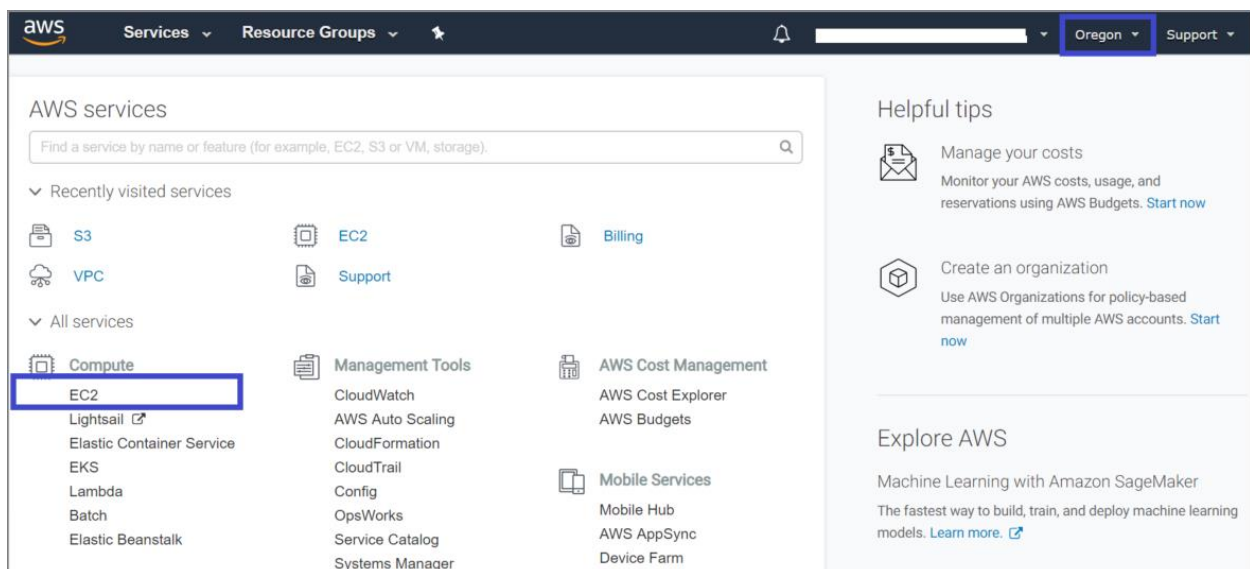 aws
Services
Resource Groups
Oregon
Support
AWS services
Find a service by name or feature (for example, EC2, S3 or VM, storage).
Recently visited services
S3
EC2
Billing
VPC
Support
All services
Compute
EC2
Lightsail
Elastic Container Service
EKS
Lambda
Batch
Elastic Beanstalk
Management Tools
CloudWatch
AWS Auto Scaling
CloudFormation
CloudTrail
Config
OpsWorks
Service Catalog
Systems Manager
AWS Cost Management
AWS Cost Explorer
AWS Budgets
Mobile Services
Mobile Hub
AWS AppSync
Device Farm
Helpful tips
Manage your costs
Monitor your AWS costs, usage, and
reservations using AWS Budgets. Start now
Create an organization
Use AWS Organizations for policy-based
management of multiple AWS accounts. Start
now
Explore AWS
Machine Learning with Amazon SageMaker
The fastest way to build, train, and deploy machine learning
models. Learn more.